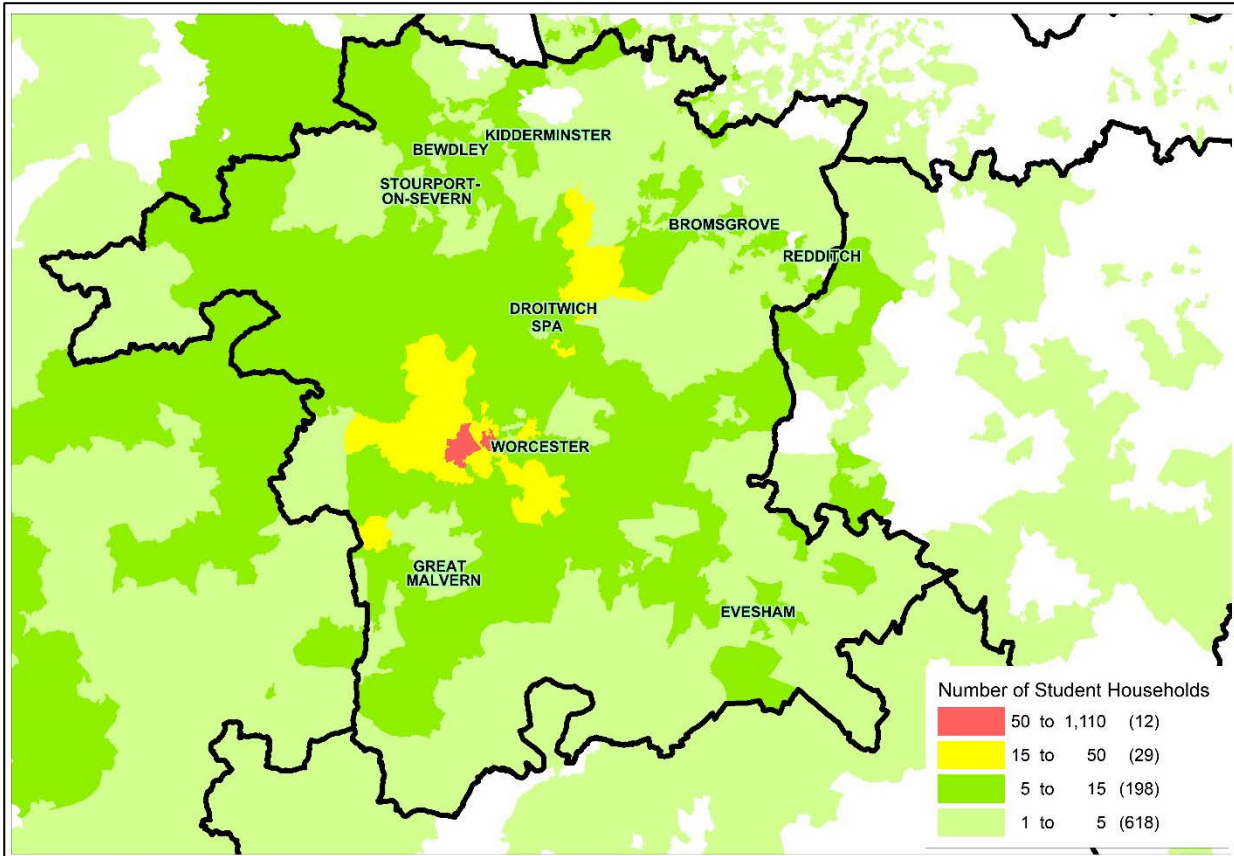 KIDDERMINSTER
BEWDLEY
STOURPORT-
ON-SEVERN
BROMSGROVE
REDDITCH
DROITWICH
SPA
WORCESTER
GREAT
MALVERN
EVESHAM
Number of Student Households
50 to 1,110 (12)
15 to 50 (29)
5 to 15 (198)
1 to 5 (618)